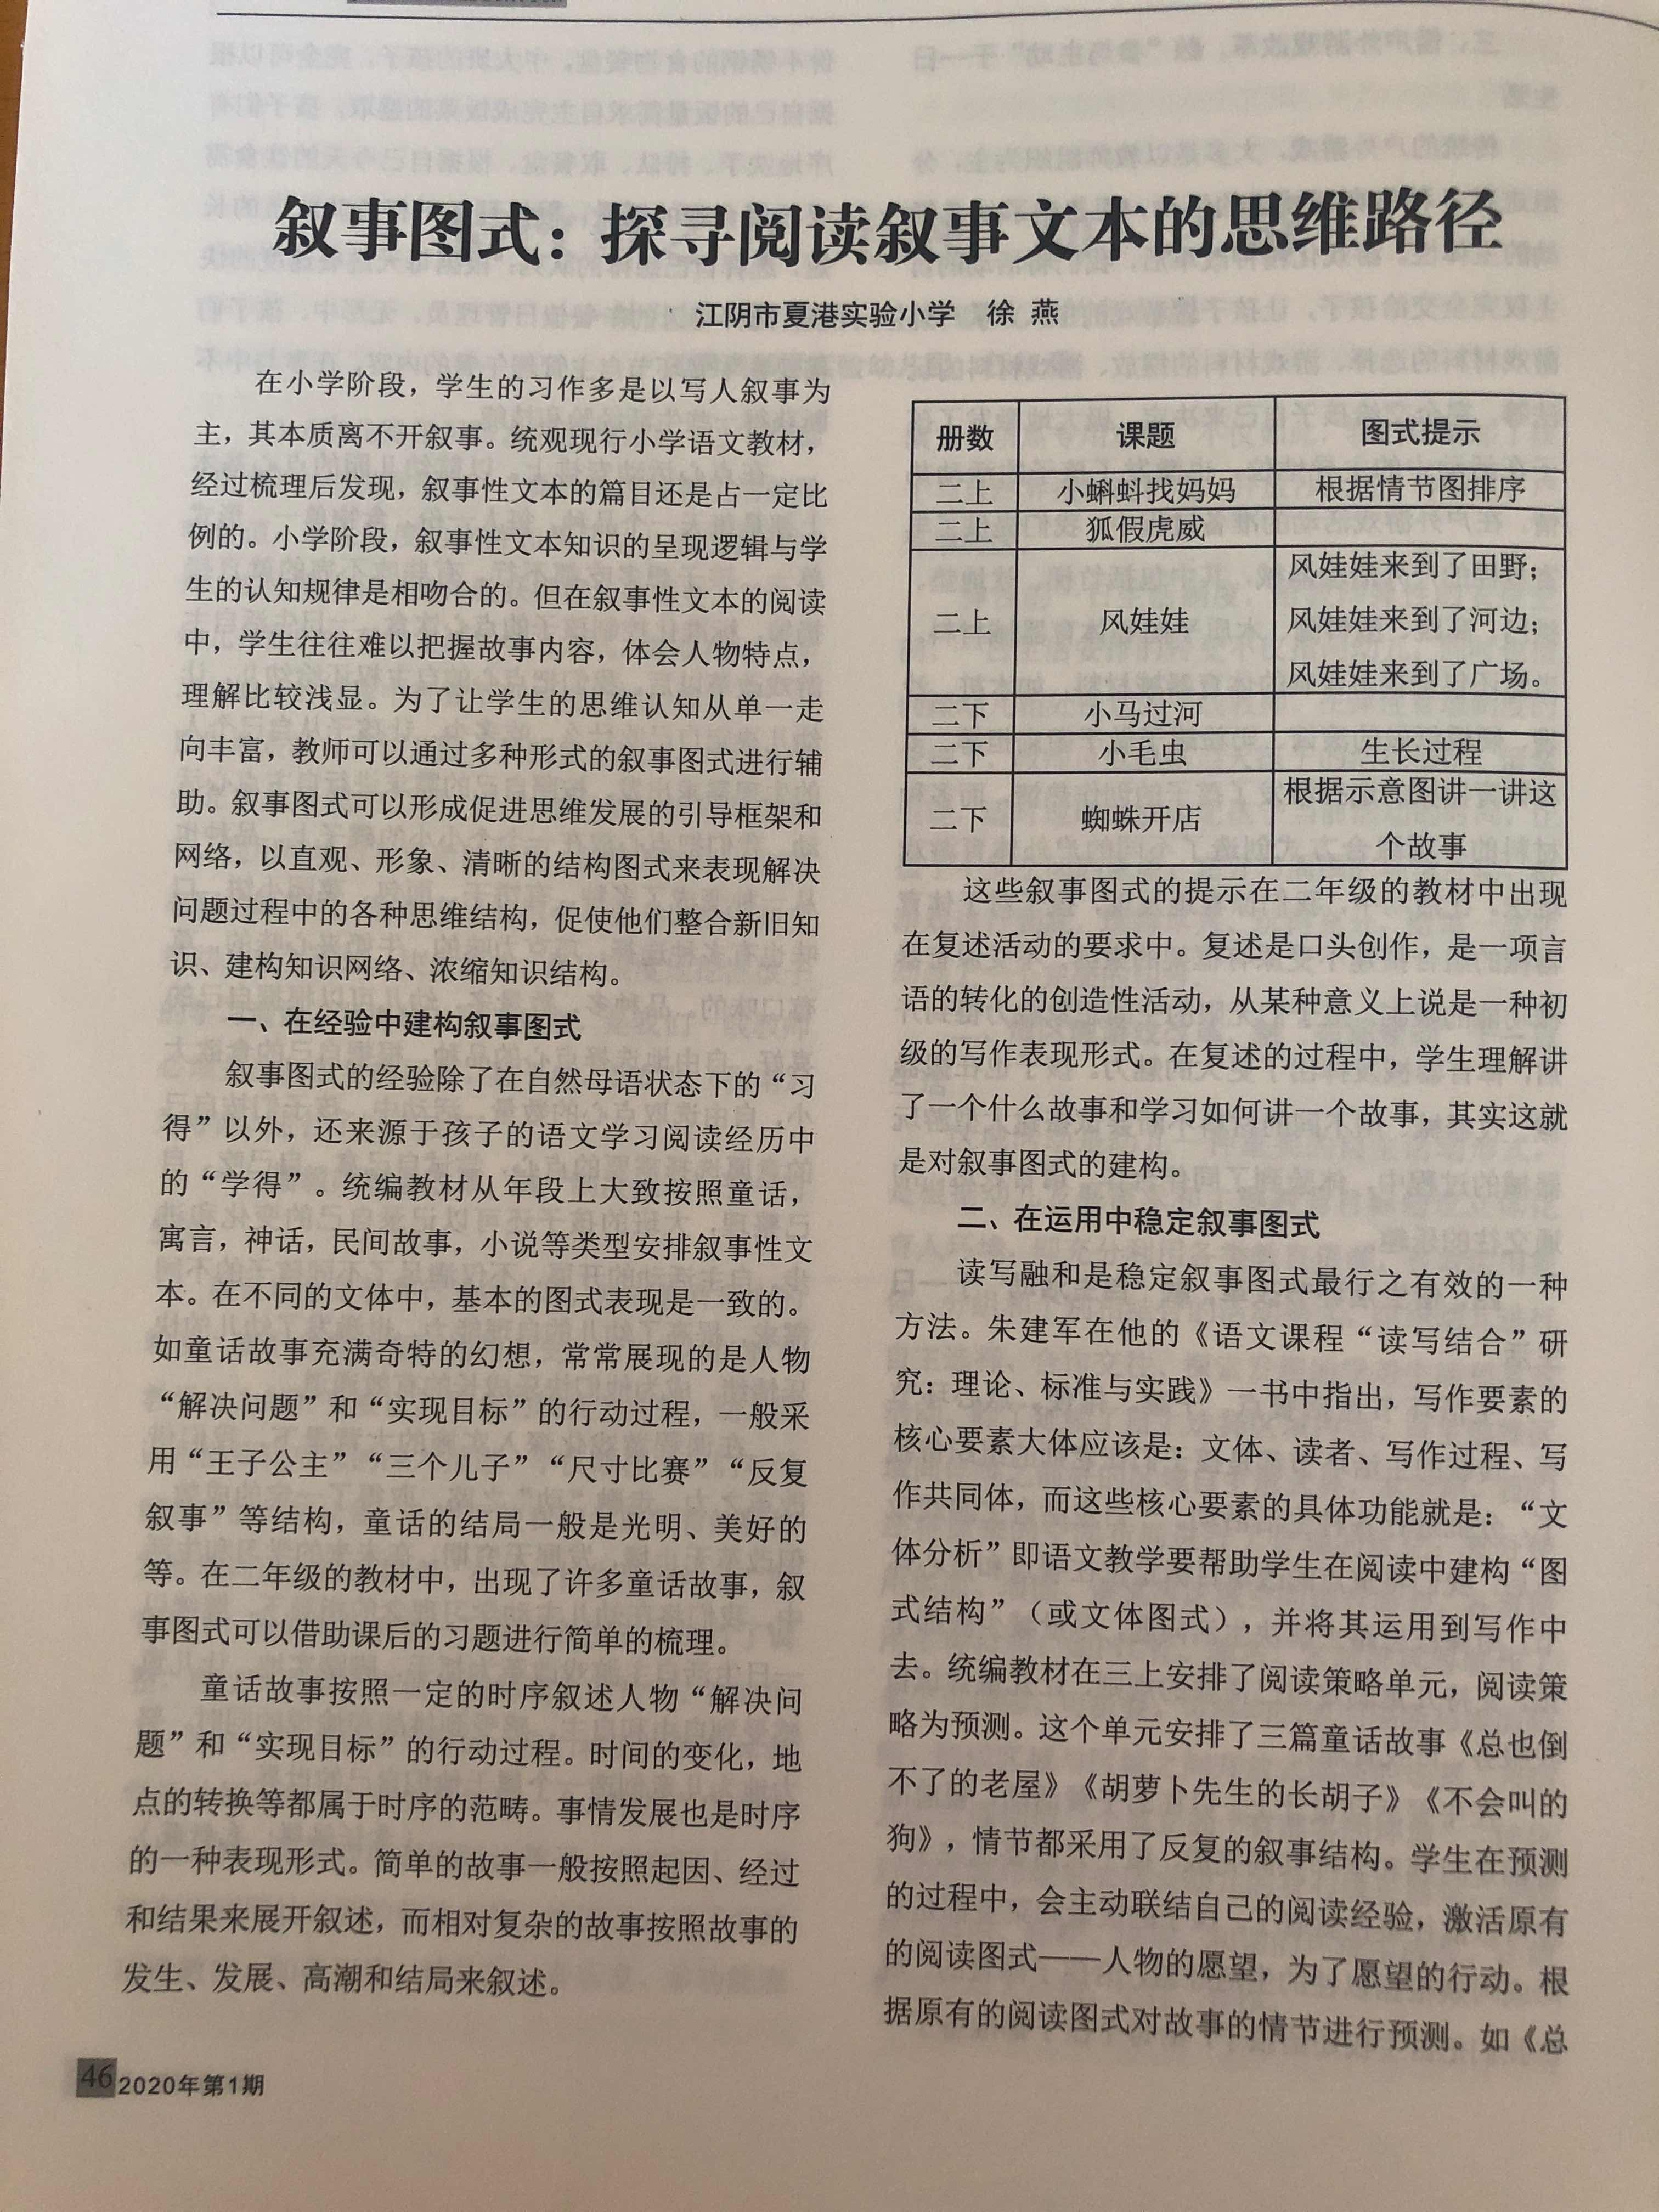 叙事图式：探寻阅读叙事文本的思维路径
江阴市夏港实验小学 徐 燕
在小学阶段，学生的习作多是以写人叙事为
主，其本质离不开叙事。统观现行小学语文教材，
经过梳理后发现，叙事性文本的篇目还是占一定比
例的。小学阶段，叙事性文本知识的呈现逻辑与学
生的认知规律是相吻合的。但在叙事性文本的阅读
中，学生往往难以把握故事内容，体会人物特点，
理解比较浅显。为了让学生的思维认知从单一走
向丰富，教师可以通过多种形式的叙事图式进行辅
助。叙事图式可以形成促进思维发展的引导框架和
网络，以直观、形象、清晰的结构图式来表现解决
问题过程中的各种思维结构，促使他们整合新旧知
识、建构知识网络、浓缩知识结构。
一、在经验中建构叙事图式
叙事图式的经验除了在自然母语状态下的“习
得”以外，还来源于孩子的语文学习阅读经历中
的“学得”。统编教材从年段上大致按照童话，
寓言，神话，民间故事，小说等类型安排叙事性文
本。在不同的文体中，基本的图式表现是一致的。
如童话故事充满奇特的幻想，常常展现的是人物
“解决问题”和“实现目标”的行动过程，一般采
用“王子公主”“三个儿子”“尺寸比赛”“反复
叙事”等结构，童话的结局一般是光明、美好的
等。在二年级的教材中，出现了许多童话故事，叙
事图式可以借助课后的习题进行简单的梳理。
童话故事按照一定的时序叙述人物“解决问
题”和“实现目标”的行动过程。时间的变化，地
点的转换等都属于时序的范畴。事情发展也是时序
的一种表现形式。简单的故事一般按照起因、经过
和结果来展开叙述，而相对复杂的故事按照故事的
发生、发展、高潮和结局来叙述。
册数 课题 图式提示
二上 小蝌蚪找妈妈 根据情节图排序
二上 狐假虎威
二上 风娃娃 风娃娃来到了田野；
风娃娃来到了河边；
风娃娃来到了广场。
二下 小马过河
二下 小毛虫 生长过程
二下 蜘蛛开店 根据示意图讲一讲这
个故事
这些叙事图式的提示在二年级的教材中出现
在复述活动的要求中。复述是口头创作，是一项言
语的转化的创造性活动，从某种意义上说是一种初
级的写作表现形式。在复述的过程中，学生理解讲
了一个什么故事和学习如何讲一个故事，其实这就
是对叙事图式的建构。
二、在运用中稳定叙事图式
读写融和是稳定叙事图式最行之有效的一种
方法。朱建军在他的《语文课程“读写结合”研
究：理论、标准与实践》一书中指出，写作要素的
核心要素大体应该是：文体、读者、写作过程、写
作共同体，而这些核心要素的具体功能就是：“文
体分析”即语文教学要帮助学生在阅读中建构“图
式结构”（或文体图式），并将其运用到写作中
去。统编教材在三上安排了阅读策略单元，阅读策
略为预测。这个单元安排了三篇童话故事《总也倒
不了的老屋》《胡萝卜先生的长胡子》《不会叫的
狗》，情节都采用了反复的叙事结构。学生在预测
的过程中，会主动联结自己的阅读经验，激活原有
的阅读图式——人物的愿望，为了愿望的行动。根
据原有的阅读图式对故事的情节进行预测。如《总
46 2020年第1期